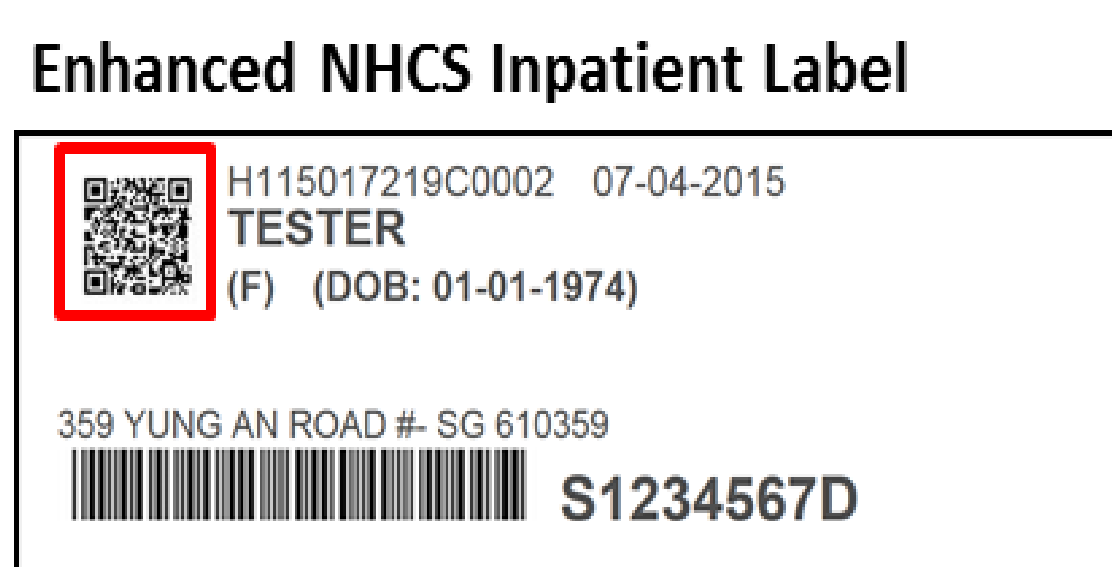 Enhanced NHCS Inpatient Label
H115017219C0002 07-04-2015
TESTER
(F) (DOB: 01-01-1974)
359 YUNG AN ROAD #- SG 610359
S1234567D